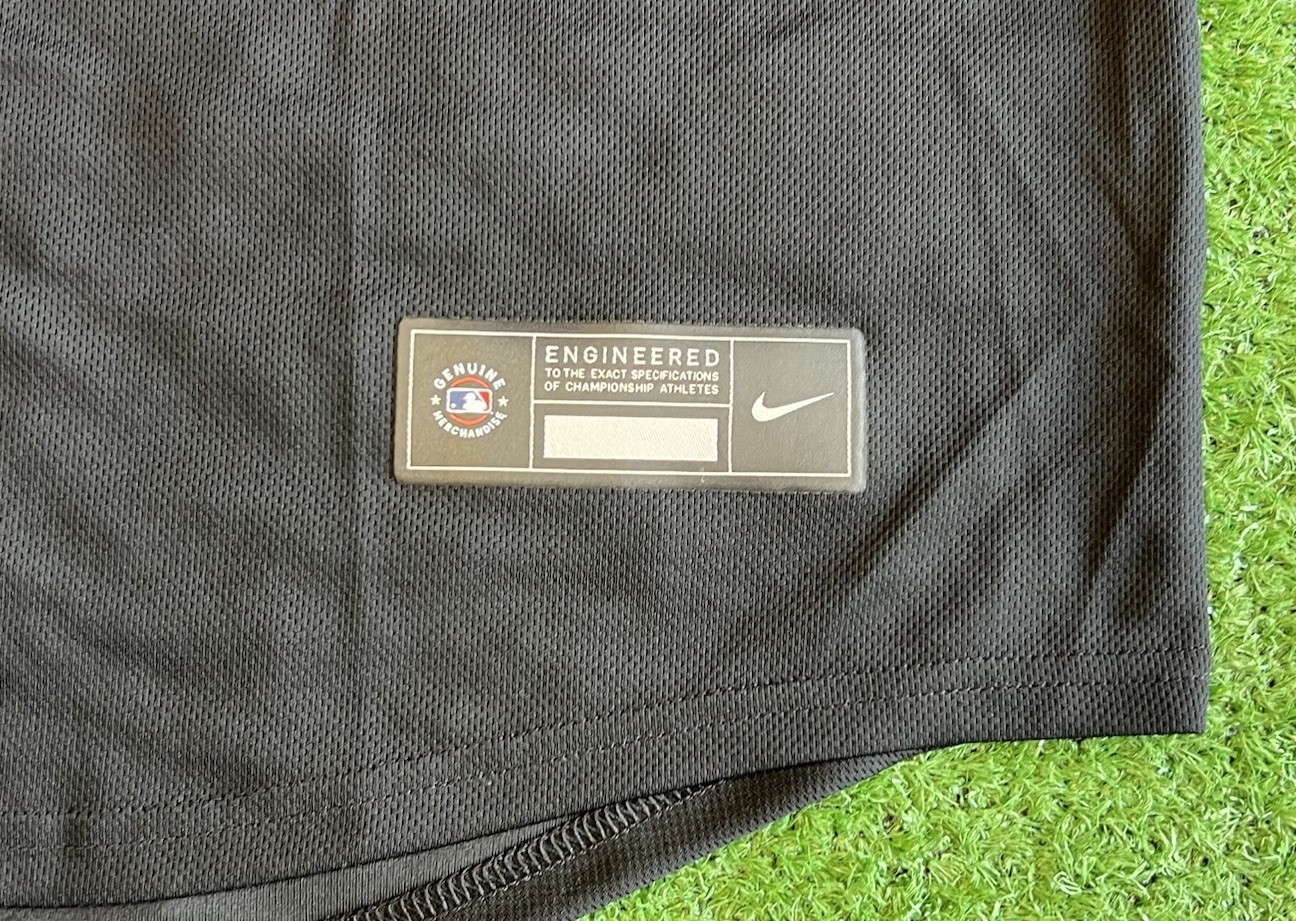 GENUINE
MERCHANDISE
ENGINEERED
TO THE EXACT SPECIFICATIONS
OF CHAMPIONSHIP ATHLETES